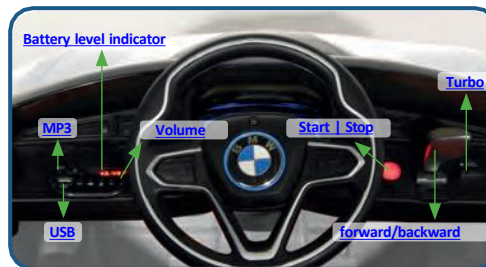 Battery level indicator
Turbo
MP3
Volume
Start | Stop
BMW
USB
forward/backward